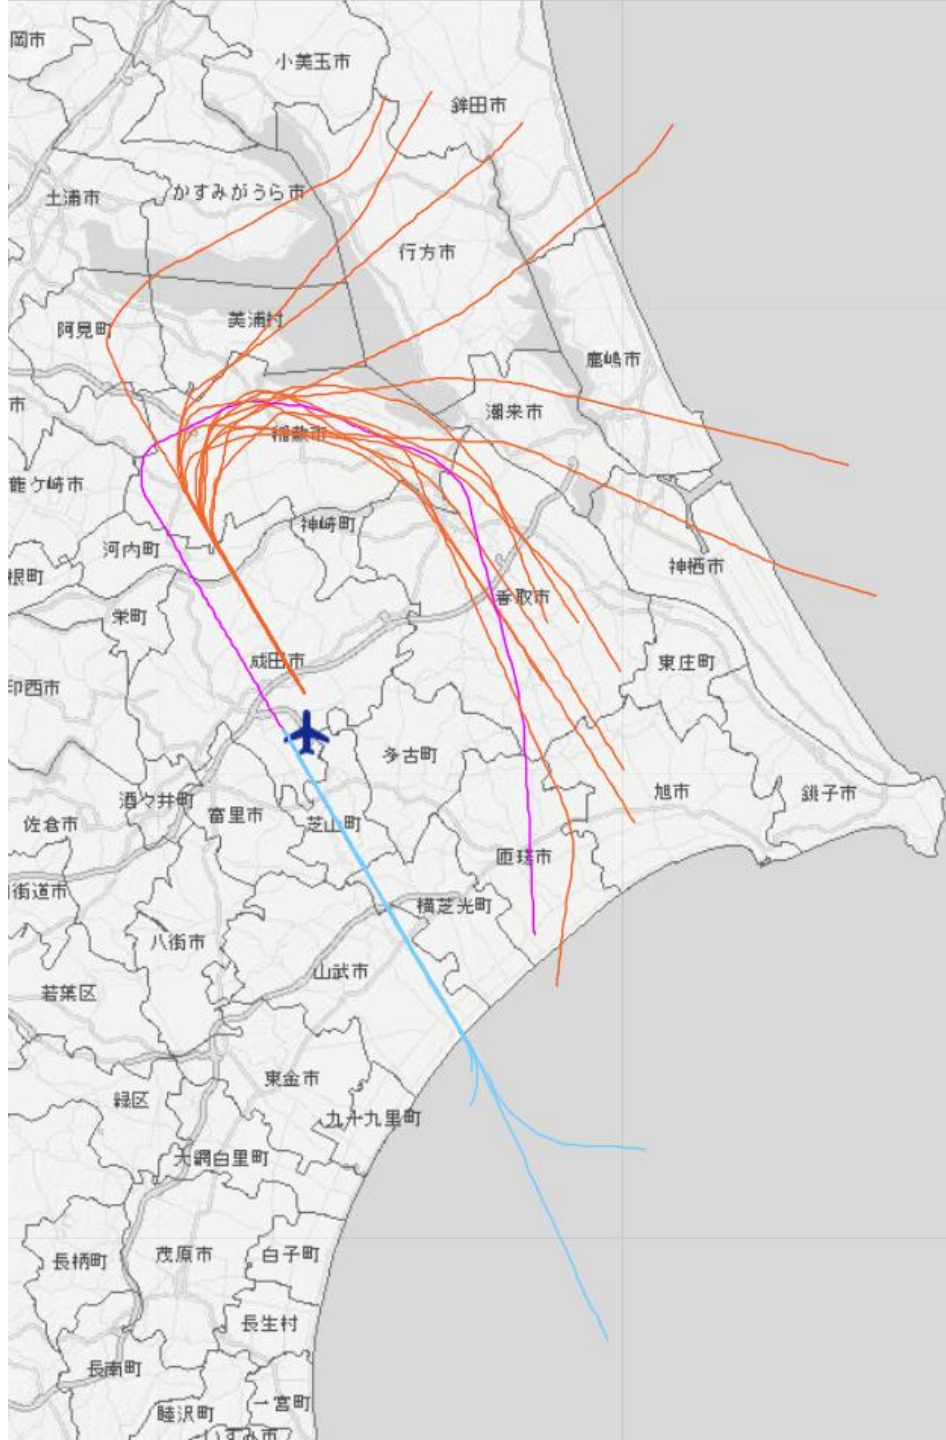 岡市
小美玉市
鉾田市
土浦市
かすみがうら市
行方市
美浦村
阿見町
鹿嶋市
市
潮来市
稲敷市
龍ケ崎市
神崎町
河内町
神栖市
根町
香取市
栄町
成田市
東庄町
印西市
多古町
旭市
銚子市
酒々井町
富里市
佐倉市
芝山町
匝瑳市
街道市
横芝光町
八街市
山武市
若葉区
東金市
緑区
九十九里町
大網白里町
茂原市
白子町
長柄町
長生村
長南町
一宮町
睦沢町
いすみ市